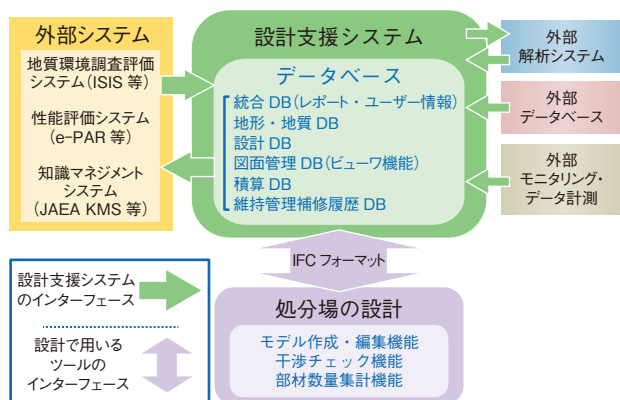 外部システム
地質環境調査評価
システム(ISIS 等)
性能評価システム
(e-PAR 等)
知識マネジメント
システム
(JAEA KMS 等)
設計支援システム
データベース
統合 DB(レポート・ユーザー情報)
地形・地質 DB
設計 DB
図面管理 DB(ビューワ機能)
積算 DB
維持管理補修履歴 DB
外部
解析システム
外部
データベース
外部
モニタリング・
データ計測
IFC フォーマット
処分場の設計
モデル作成・編集機能
干渉チェック機能
部材数量集計機能
設計支援システム
のインターフェース
設計で用いる
ツールの
インターフェース